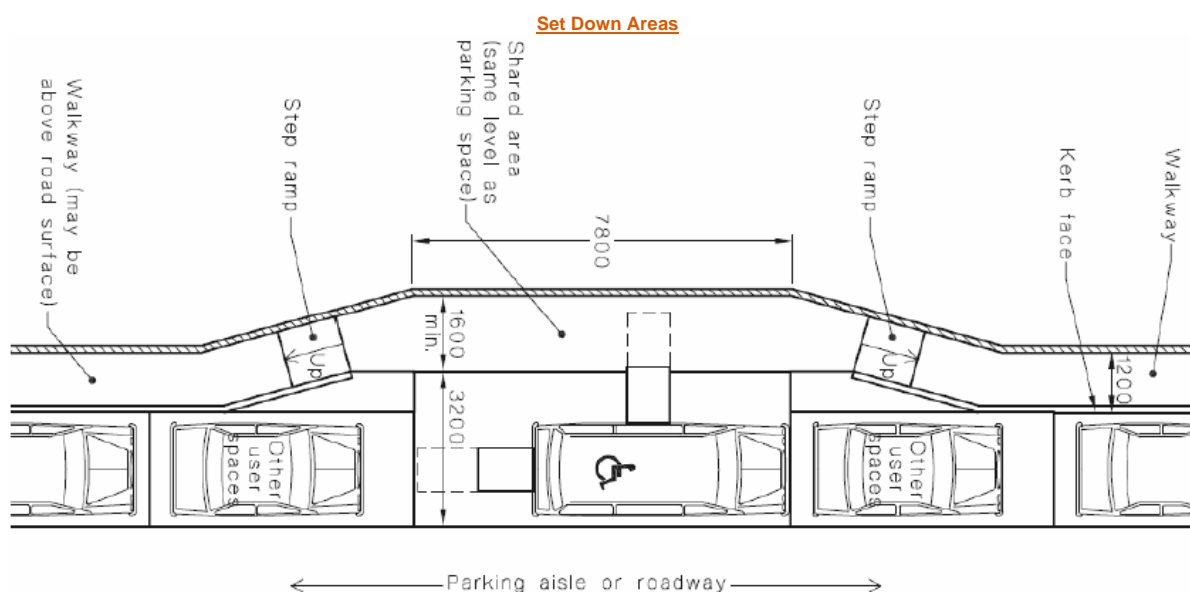 Set Down Areas
Walkway (may be
above road surface)
Step ramp
Shared area
(same level as
parking space)
7800
Step ramp
Kerb face
Walkway
Up
1600
min.
Up
1200
3200
Other
user
spaces
Other
user
spaces
Parking aisle or roadway